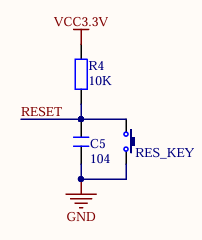 VCC3.3V
R4
10K
RESET
C5
104
RES_KEY
GND